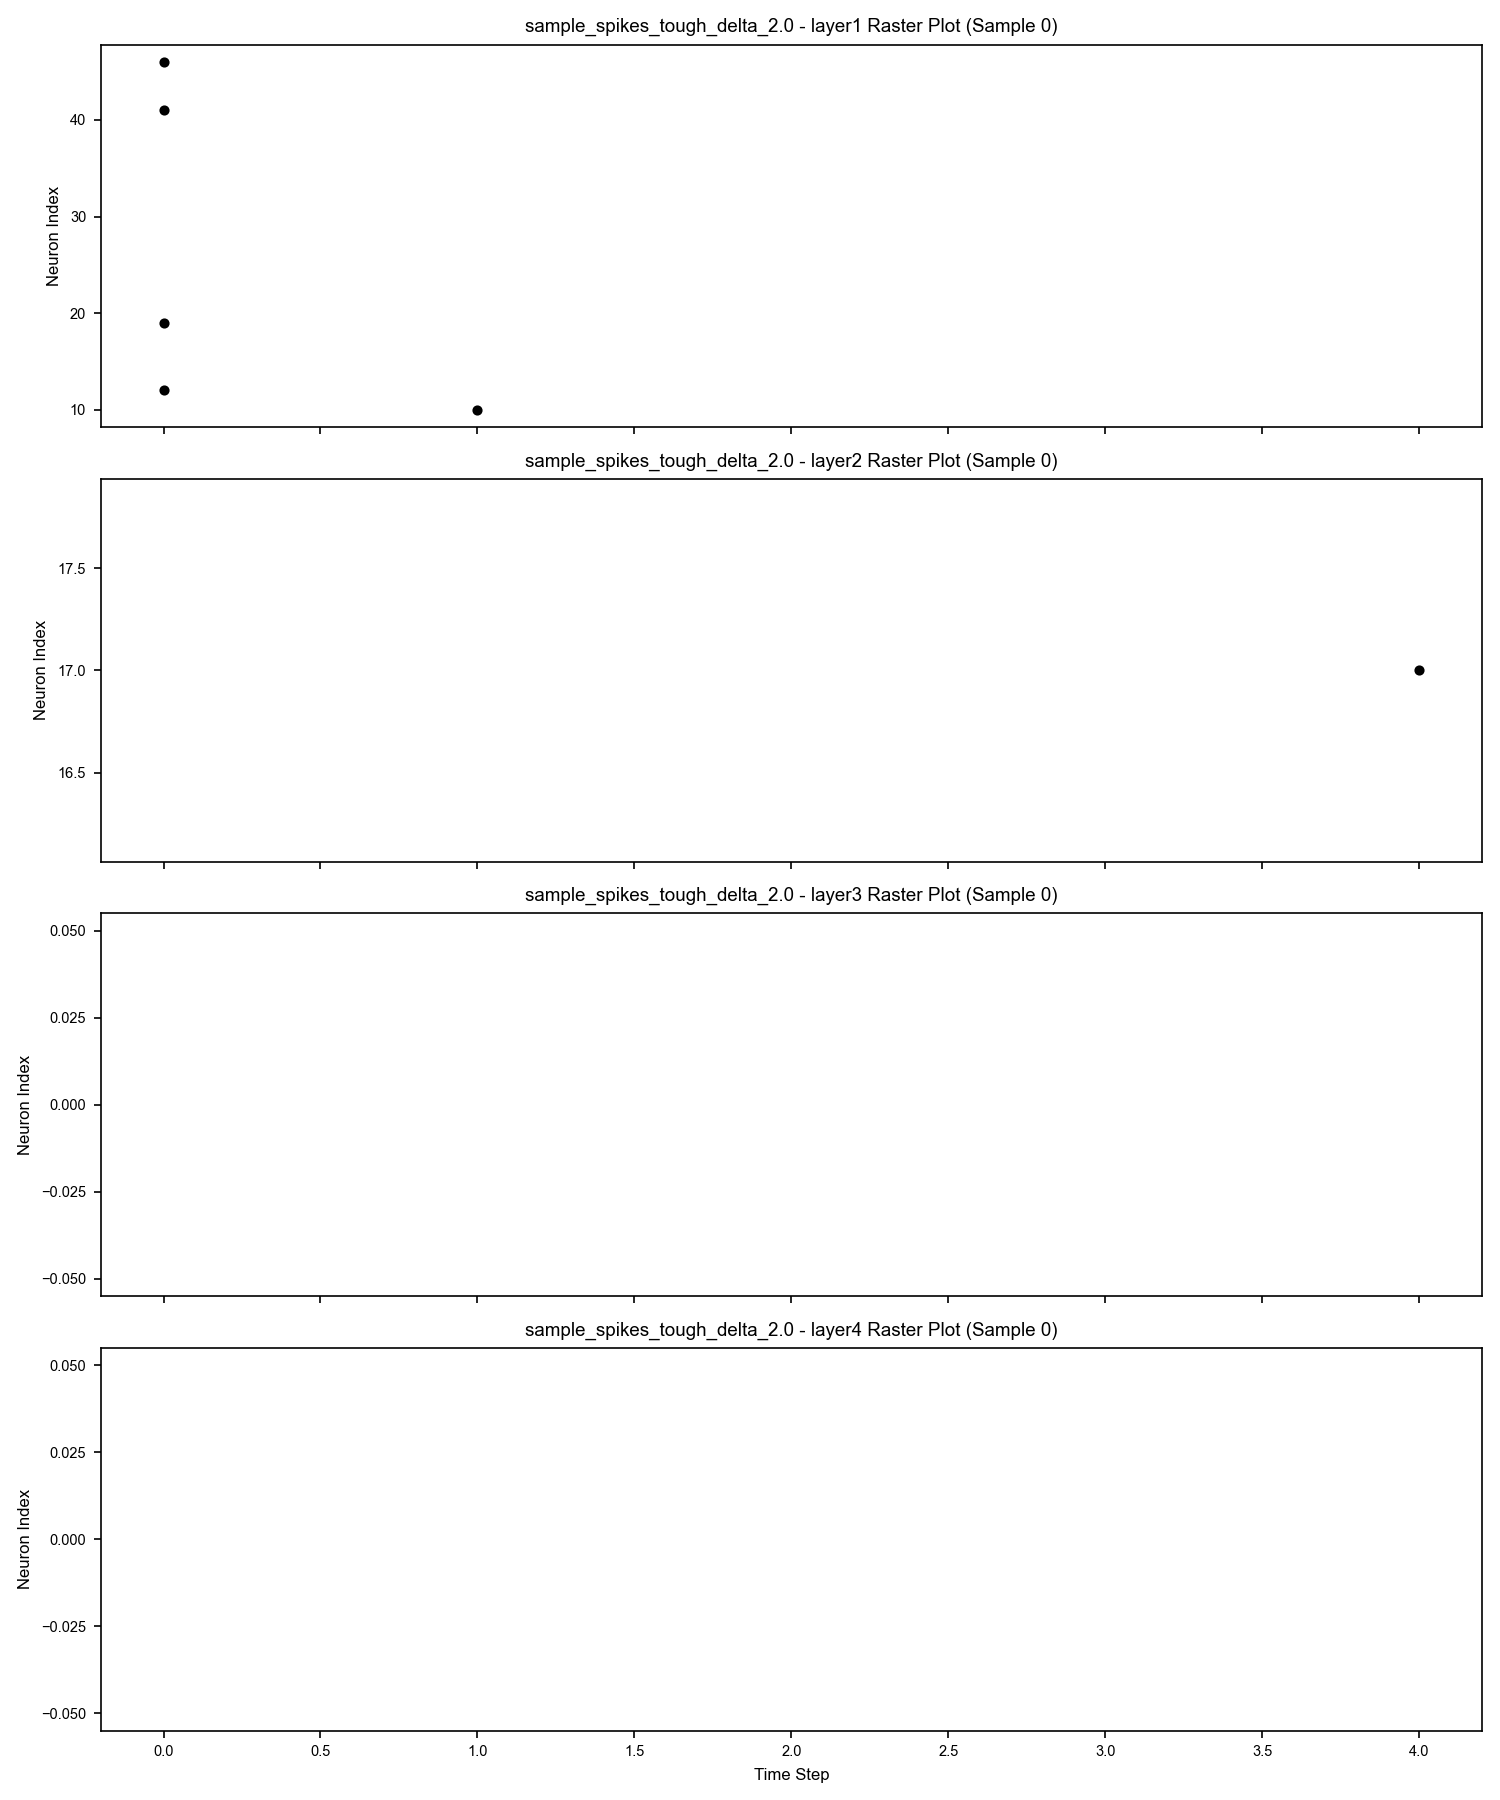 sample_spikes_tough_delta_2.0 - layer1 Raster Plot (Sample 0)
40
30
20
10
Neuron Index
sample_spikes_tough_delta_2.0 - layer2 Raster Plot (Sample 0)
17.5
17.0
16.5
Neuron Index
sample_spikes_tough_delta_2.0 - layer3 Raster Plot (Sample 0)
0.050
0.025
0.000
−0.025
−0.050
Neuron Index
sample_spikes_tough_delta_2.0 - layer4 Raster Plot (Sample 0)
0.050
0.025
0.000
−0.025
−0.050
Neuron Index
0.0 0.5 1.0 1.5 2.0 2.5 3.0 3.5 4.0
Time Step